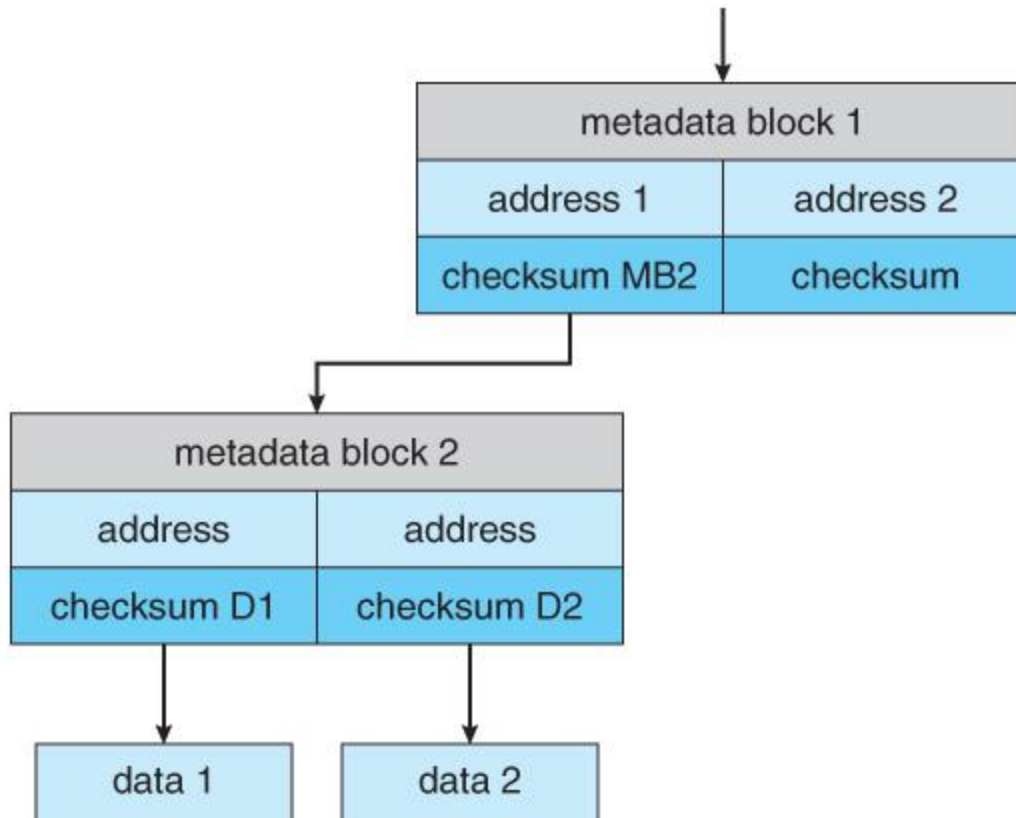 metadata block 1
address 1 address 2
checksum MB2 checksum
metadata block 2
address address
checksum D1 checksum D2
data 1 data 2